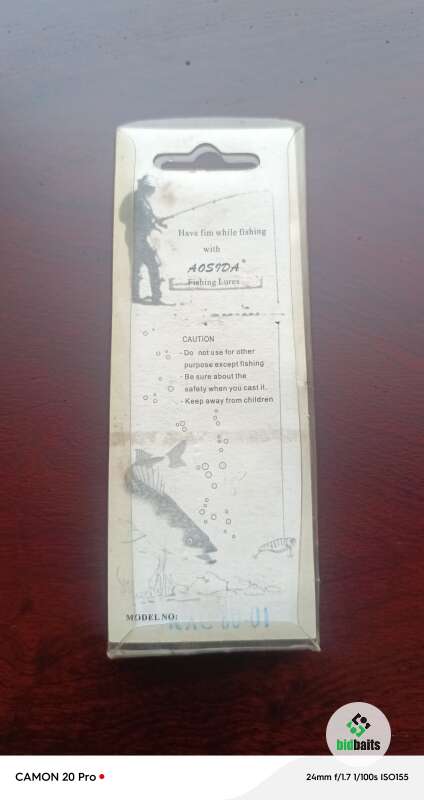 Have fim while fishing
with
AOSIDA®
Fishing Lures
CAUTION
- Do not use for other
purpose except fishing
- Be sure about the
safety when you cast it.
- Keep away from children
MODEL NO:
bidbaits
CAMON 20 Pro
24mm f/1.7 1/100s ISO155